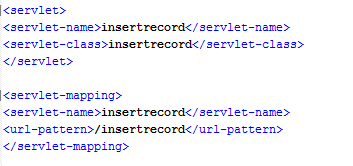 <servlet>
<servlet-name>insertrecord</servlet-name>
<servlet-class>insertrecord</servlet-class>
</servlet>
<servlet-mapping>
<servlet-name>insertrecord</servlet-name>
<url-pattern>/insertrecord</url-pattern>
</servlet-mapping>